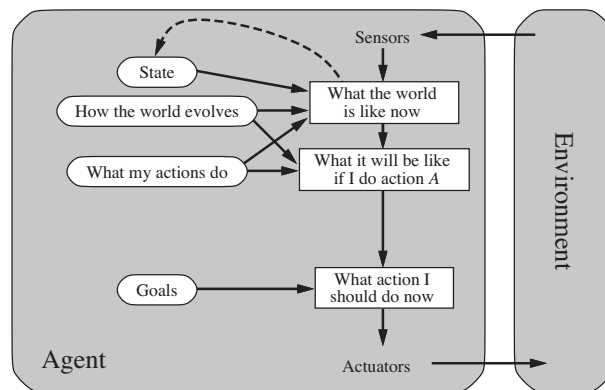 Sensors
State
What the world
is like now
How the world evolves
What it will be like
if I do action A
What my actions do
Environment
Goals
What action I
should do now
Agent
Actuators